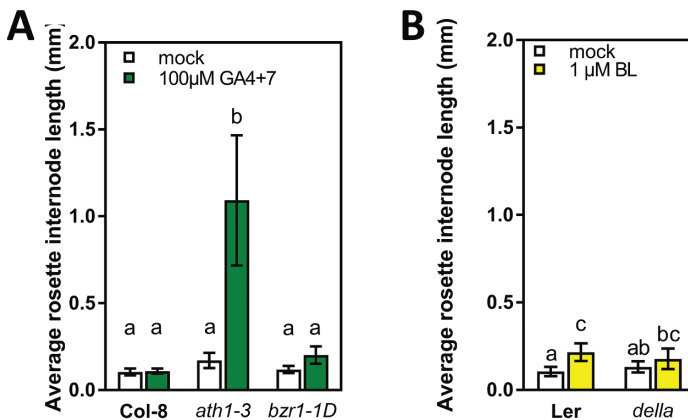 A
Average rosette internode length (mm)
2.0
1.5
1.0
0.5
0.0
mock
100µM GA4+7
a a a b a a
Col-8 ath1-3 bzr1-1D
B
Average rosette internode length (mm)
2.0
1.5
1.0
0.5
0.0
mock
1 µM BL
a c ab bc
Ler della